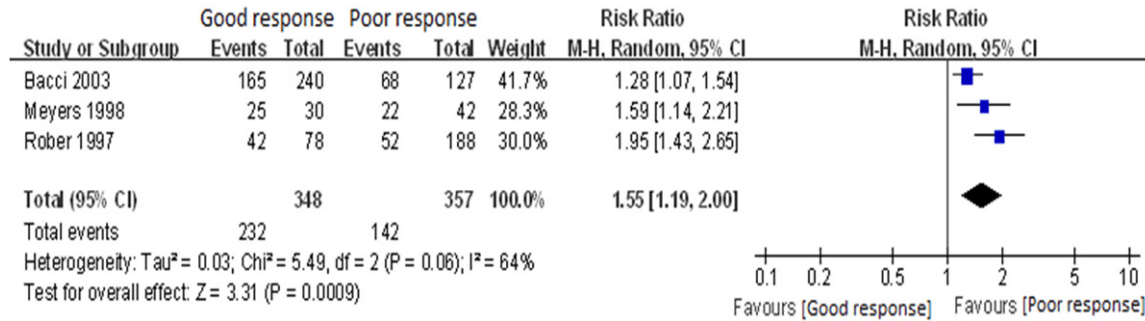 Good response Poor response Risk Ratio Risk Ratio
Study or Subgroup Events Total Events Total Weight M-H, Random, 95% CI M-H, Random, 95% CI
Bacci 2003 165 240 68 127 41.7% 1.28 [1.07, 1.54]
Meyers 1998 25 30 22 42 28.3% 1.59 [1.14, 2.21]
Rober 1997 42 78 52 188 30.0% 1.95 [1.43, 2.65]
Total (95% CI) 348 357 100.0% 1.55 [1.19, 2.00]
Total events 232 142
Heterogeneity: Tau² = 0.03; Chi² = 5.49, df = 2 (P = 0.06); I² = 64%
Test for overall effect: Z = 3.31 (P = 0.0009)
0.1 0.2 0.5 1 2 5 10
Favours [Good response] Favours [Poor response]